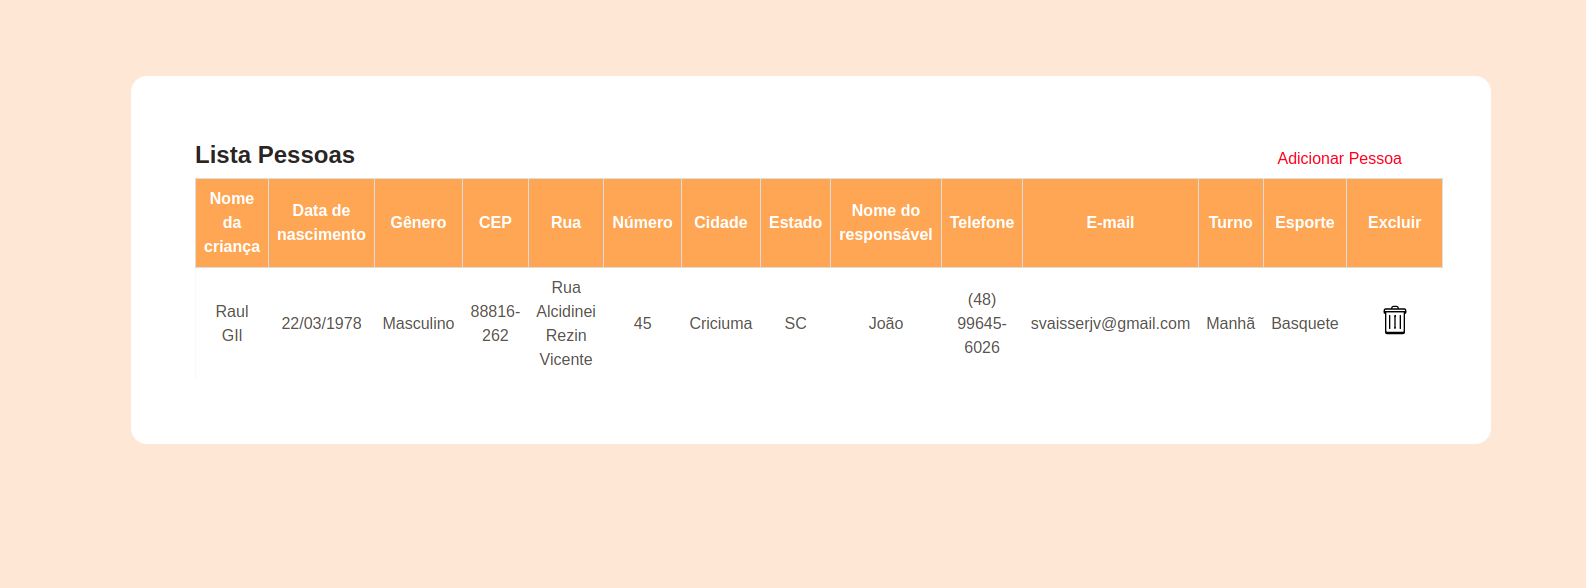 Lista Pessoas
Adicionar Pessoa
Nome
da
criança
Data de
nascimento
Gênero
CEP
Rua
Número
Cidade
Estado
Nome do
responsável
Telefone
E-mail
Turno
Esporte
Excluir
Raul
GIl
22/03/1978
Masculino
88816-
262
Rua
Alcidinei
Rezin
Vicente
45
Criciuma
SC
João
(48)
99645-
6026
svaisserjv@gmail.com
Manhã
Basquete